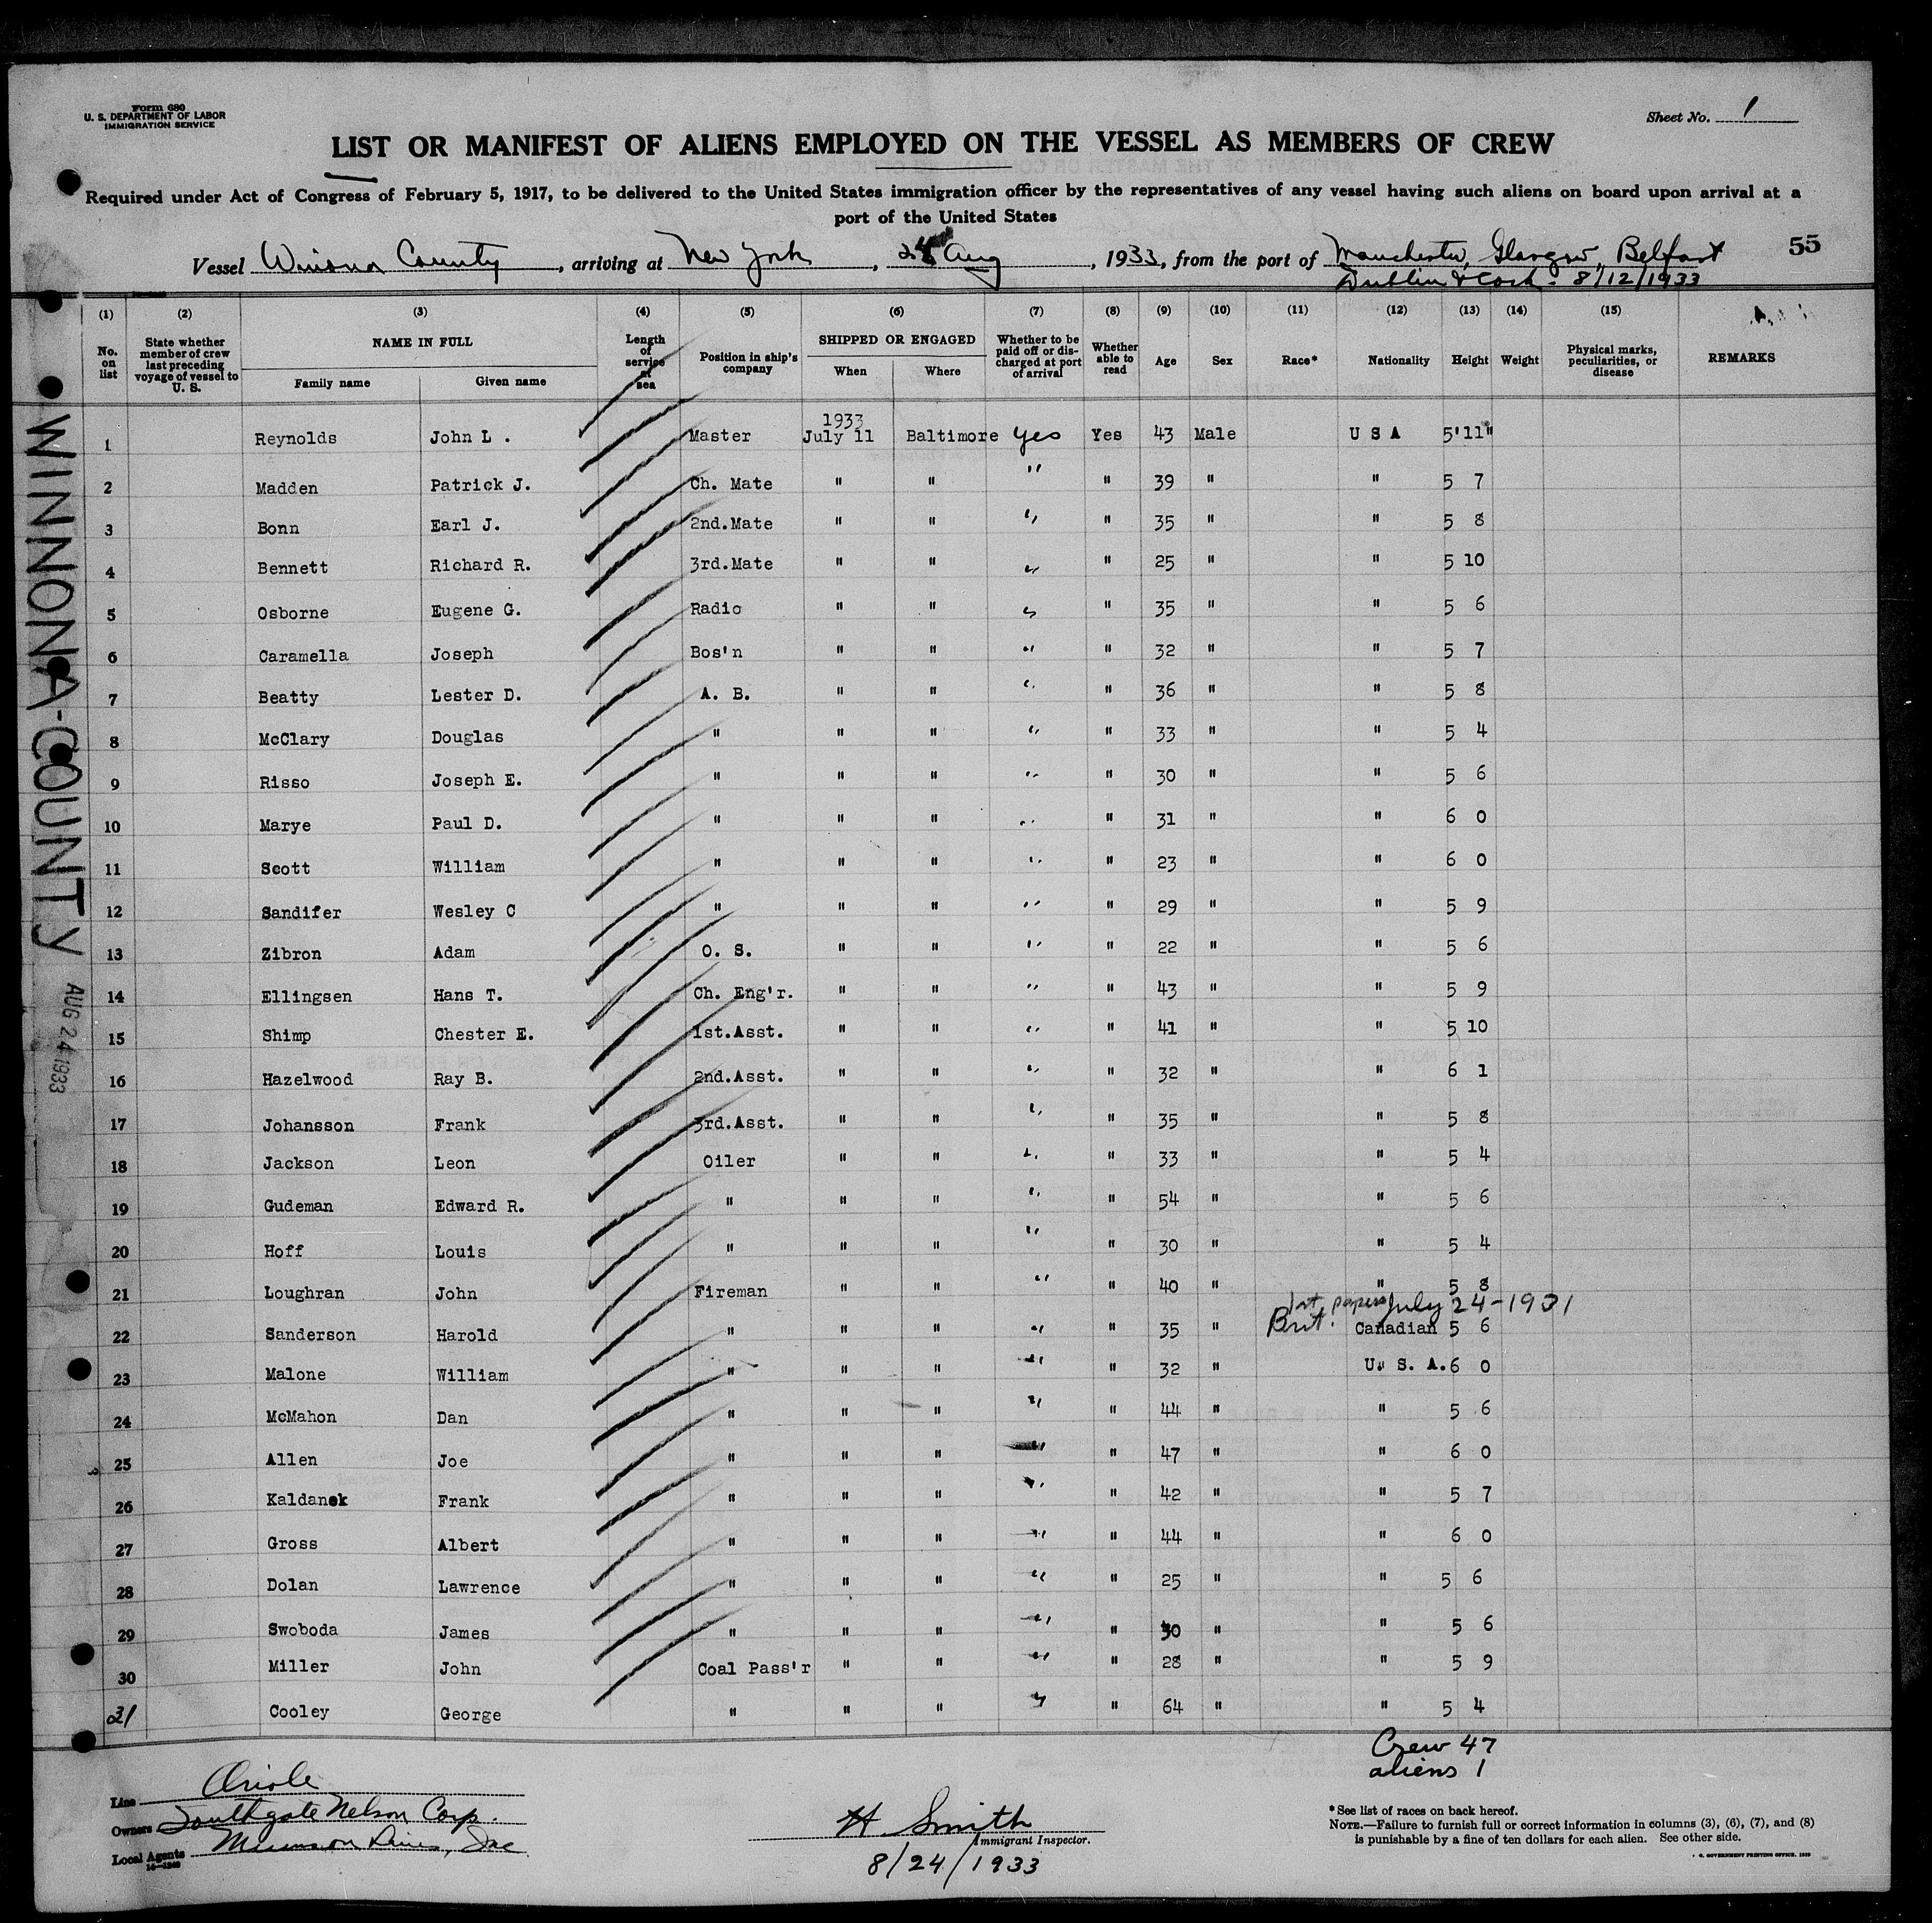 Form 680
U. S. DEPARTMENT OF LABOR
IMMIGRATION SERVICE
Sheet No. 1
LIST OR MANIFEST OF ALIENS EMPLOYED ON THE VESSEL AS MEMBERS OF CREW
Required under Act of Congress of February 5, 1917, to be delivered to the United States immigration officer by the representatives of any vessel having such aliens on board upon arrival at a
port of the United States
Vessel Winona County, arriving at New York, 24 Aug, 1933, from the port of Manchester, Glasgow, Belfast
Dublin & Cork. 8/12/1933
55
(1) (2) (3) (4) (5) (6) (7) (8) (9) (10) (11) (12) (13) (14) (15)
No. on list
State whether member of crew last preceding voyage of vessel to U. S.
NAME IN FULL
Family name
Given name
Length of service at sea
Position in ship's company
SHIPPED OR ENGAGED
When
Where
Whether to be paid off or discharged at port of arrival
Whether able to read
Age
Sex
Race*
Nationality
Height
Weight
Physical marks, peculiarities, or disease
REMARKS
1933
1 Reynolds John L . Master July 11 Baltimore yes Yes 43 Male U S A 5'11"
2 Madden Patrick J. Ch. Mate " " " " 39 " " 5 7
3 Bonn Earl J. 2nd.Mate " " " " 35 " " 5 8
4 Bennett Richard R. 3rd.Mate " " " " 25 " " 5 10
5 Osborne Eugene G. Radio " " " " 35 " " 5 6
6 Caramella Joseph Bos'n " " " " 32 " " 5 7
7 Beatty Lester D. A. B. " " " " 36 " " 5 8
8 McClary Douglas " " " " " 33 " " 5 4
9 Risso Joseph E. " " " " " 30 " " 5 6
10 Marye Paul D. " " " " " 31 " " 6 0
11 Scott William " " " " " 23 " " 6 0
12 Sandifer Wesley C " " " " " 29 " " 5 9
13 Zibron Adam O. S. " " " " 22 " " 5 6
14 Ellingsen Hans T. Ch. Eng'r. " " " " 43 " " 5 9
15 Shimp Chester E. 1st.Asst. " " " " 41 " " 5 10
16 Hazelwood Ray B. 2nd.Asst. " " " " 32 " " 6 1
17 Johansson Frank 3rd.Asst. " " " " 35 " " 5 8
18 Jackson Leon Oiler " " " " 33 " " 5 4
19 Gudeman Edward R. " " " " " 54 " " 5 6
20 Hoff Louis " " " " " 30 " " 5 4
21 Loughran John Fireman " " " " 40 " " 5 8
1st papers July 24-1931
22 Sanderson Harold " " " " " 35 " Brit. Canadian 5 6
23 Malone William " " " " " 32 " U. S. A. 6 0
24 McMahon Dan " " " " " 44 " " 5 6
25 Allen Joe " " " " " 47 " " 6 0
26 Kaldanek Frank " " " " " 42 " " 5 7
27 Gross Albert " " " " " 44 " " 6 0
28 Dolan Lawrence " " " " " 25 " " 5 6
29 Swoboda James " " " " " 30 " " 5 6
30 Miller John Coal Pass'r " " " " 28 " " 5 9
31 Cooley George " " " " " 64 " " 5 4
WINNONA-COUNTY
AUG 24 1933
Crew 47
aliens 1
Line Oriole
Owners Southgate Nelson Corp.
Local Agents Lines, Inc
H Smith
Immigrant Inspector.
8/24/1933
*See list of races on back hereof.
NOTE.—Failure to furnish full or correct information in columns (3), (6), (7), and (8)
is punishable by a fine of ten dollars for each alien. See other side.